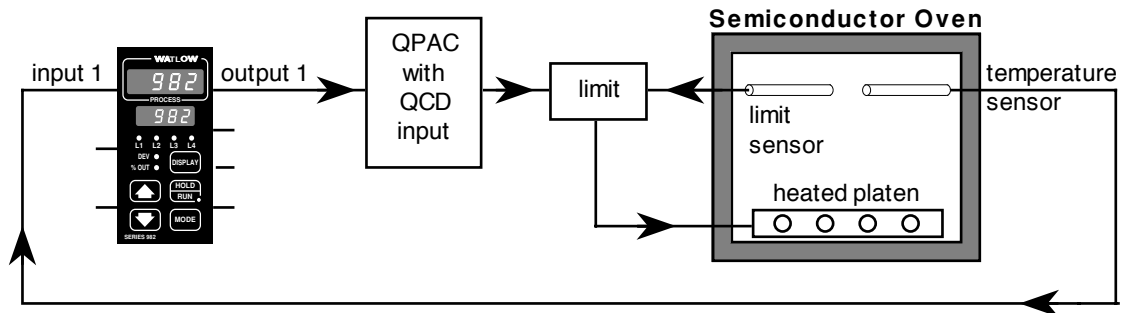 Semiconductor Oven
input 1
WATLOW
982
PROCESS
982
L1 L2 L3 L4
DEV
% OUT
DISPLAY
HOLD
RUN
MODE
SERIES 982
output 1
QPAC
with
QCD
input
limit
limit
sensor
temperature
sensor
heated platen